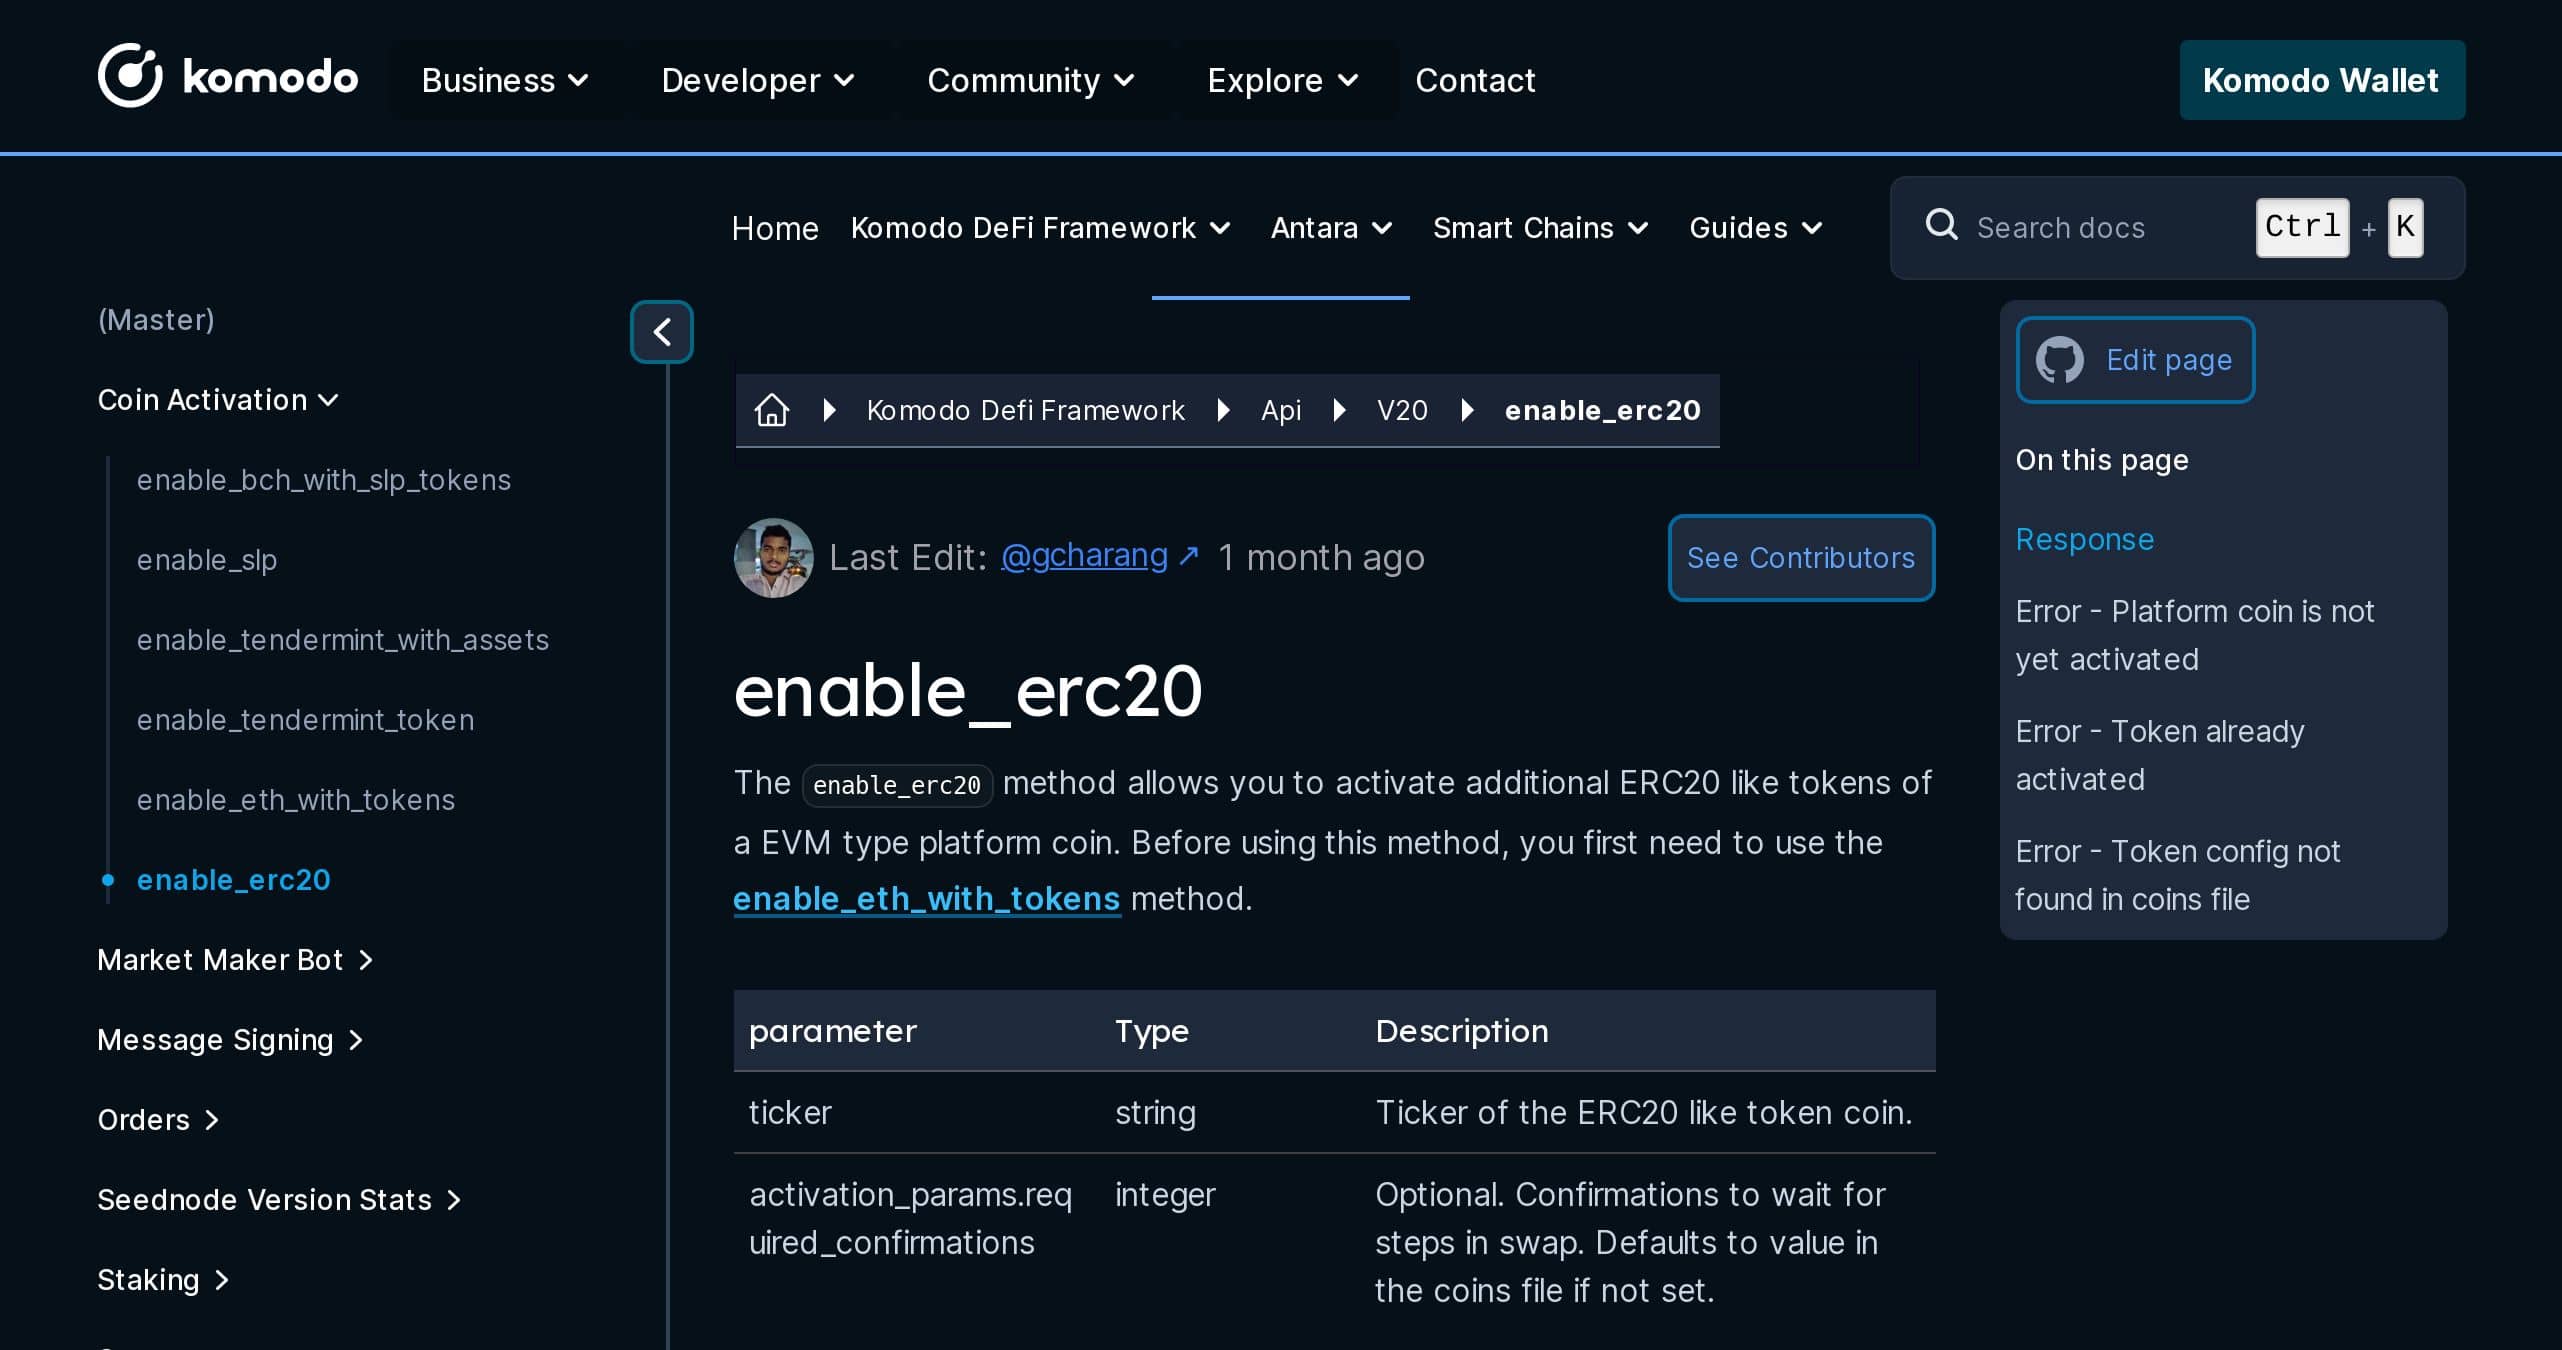 komodo
Business
Developer
Community
Explore
Contact
Komodo Wallet
Home
Komodo DeFi Framework
Antara
Smart Chains
Guides
Search docs
Ctrl + K
(Master)
Coin Activation
enable_bch_with_slp_tokens
enable_slp
enable_tendermint_with_assets
enable_tendermint_token
enable_eth_with_tokens
enable_erc20
Market Maker Bot
Message Signing
Orders
Seednode Version Stats
Staking
Komodo Defi Framework
Api
V20
enable_erc20
Last Edit: @gcharang ↗ 1 month ago
See Contributors
enable_erc20
The enable_erc20 method allows you to activate additional ERC20 like tokens of
a EVM type platform coin. Before using this method, you first need to use the
enable_eth_with_tokens method.
parameter Type Description
ticker string Ticker of the ERC20 like token coin.
activation_params.req integer Optional. Confirmations to wait for
uired_confirmations steps in swap. Defaults to value in
the coins file if not set.
Edit page
On this page
Response
Error - Platform coin is not
yet activated
Error - Token already
activated
Error - Token config not
found in coins file